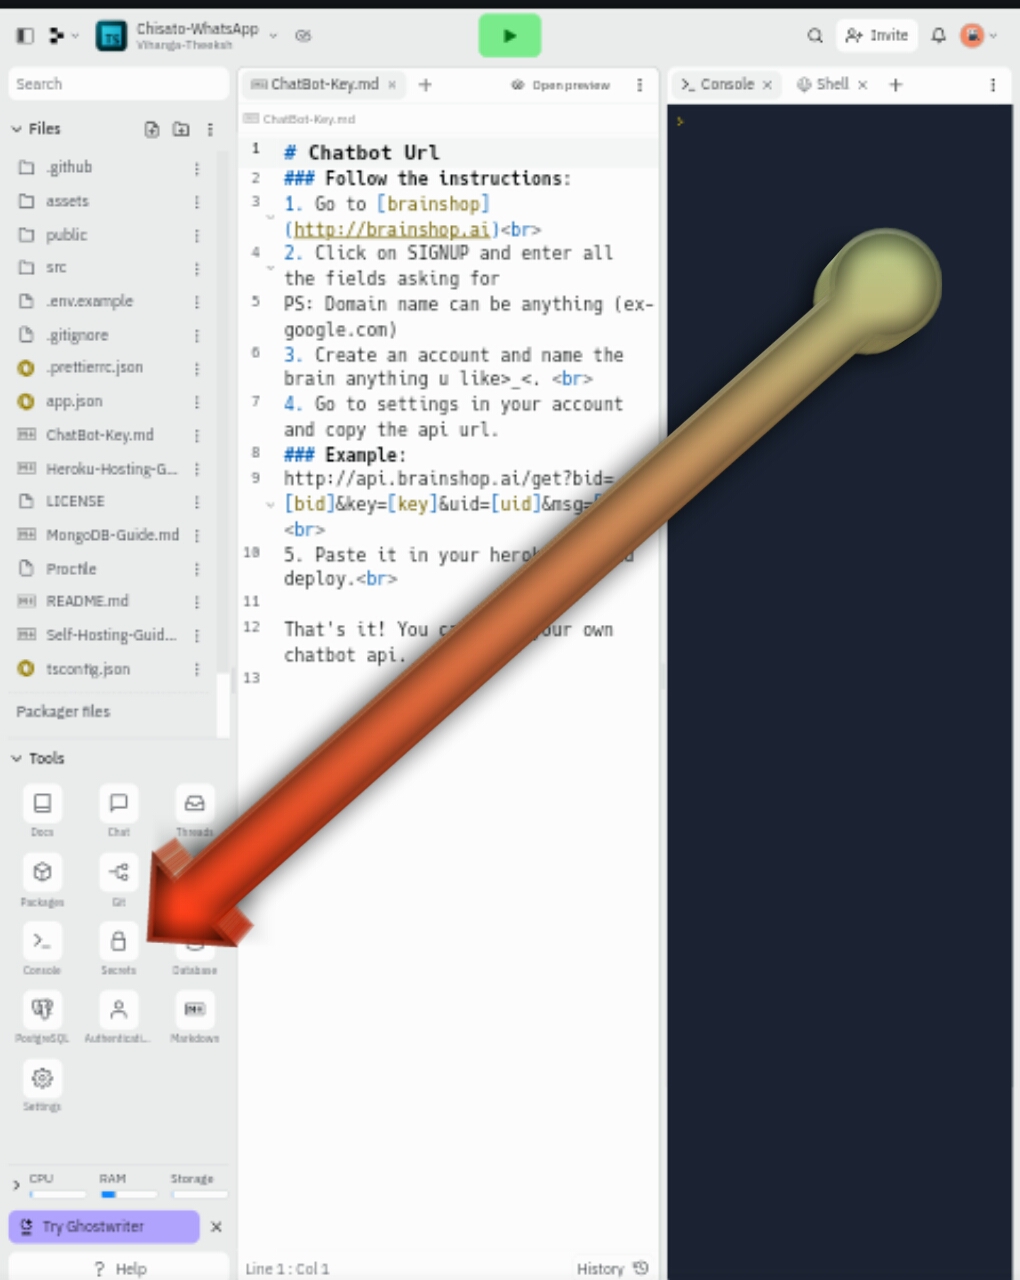 Chisato-WhatsApp
Vihanga-Theeksh
Invite
Search
Files
.github
assets
public
src
.env.example
.gitignore
.prettierrc.json
app.json
ChatBot-Key.md
Heroku-Hosting-G...
LICENSE
MongoDB-Guide.md
Procfile
README.md
Self-Hosting-Guid...
tsconfig.json
Packager files
Tools
Docs
Chat
Threads
Packages
Git
Console
Secrets
Database
PostgreSQL
Authenticati...
Markdown
Settings
CPU
RAM
Storage
Try Ghostwriter
? Help
ChatBot-Key.md
Open preview
ChatBot-Key.md
1 # Chatbot Url
2 ### Follow the instructions:
3 1. Go to [brainshop]
(http://brainshop.ai)<br>
4 2. Click on SIGNUP and enter all
the fields asking for
5 PS: Domain name can be anything (ex-
google.com)
6 3. Create an account and name the
brain anything u like>_<. <br>
7 4. Go to settings in your account
and copy the api url.
8 ### Example:
9 http://api.brainshop.ai/get?bid=
[bid]&key=[key]&uid=[uid]&msg=
<br>
10 5. Paste it in your
deploy.<br>
11
12 That's it! You your own
chatbot api.
13
Line 1 : Col 1
History
>_ Console
Shell
>